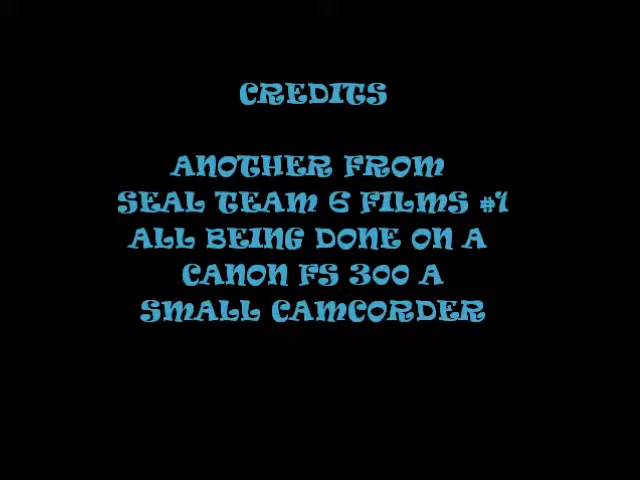 CREDITS
ANOTHER FROM
SEAL TEAM 6 FILMS #1
ALL BEING DONE ON A
CANON FS 300 A
SMALL CAMCORDER